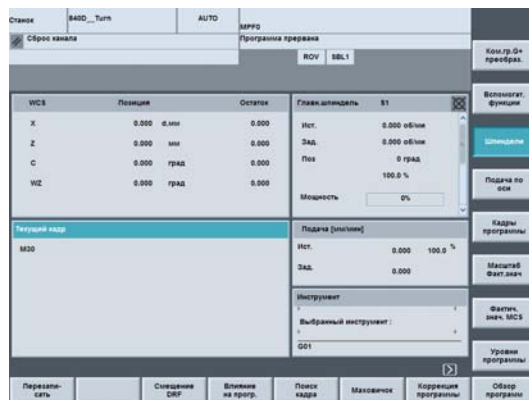 Станок 840D__Turn AUTO MPF0
Сброс канала Программа прервана
ROV SBL1
WCS Позиция Остаток
X 0.000 d.мм 0.000
Z 0.000 мм 0.000
C 0.000 град 0.000
WZ 0.000 град 0.000
Главн.шпиндель S1
Ист. 0.000 об/мин
Зад. 0.000 об/мин
Поз 0 град
100.0 %
Мощность 0%
Текущий кадр
M30
Подача [мм/мин]
Ист. 0.000 100.0 %
Зад. 0.000
Инструмент
Выбранный инструмент :
G01
Ком.гр.G+
преобраз.
Вспомогат.
функции
Шпиндели
Подача по
оси
Кадры
программы
Масштаб
Факт.знач
Фактич.
знач. MCS
Уровни
программы
Перезапи-
сать
Смещение
DRF
Влияние
на прогр.
Поиск
кадра
Маховичок
Коррекция
программы
Обзор
программ